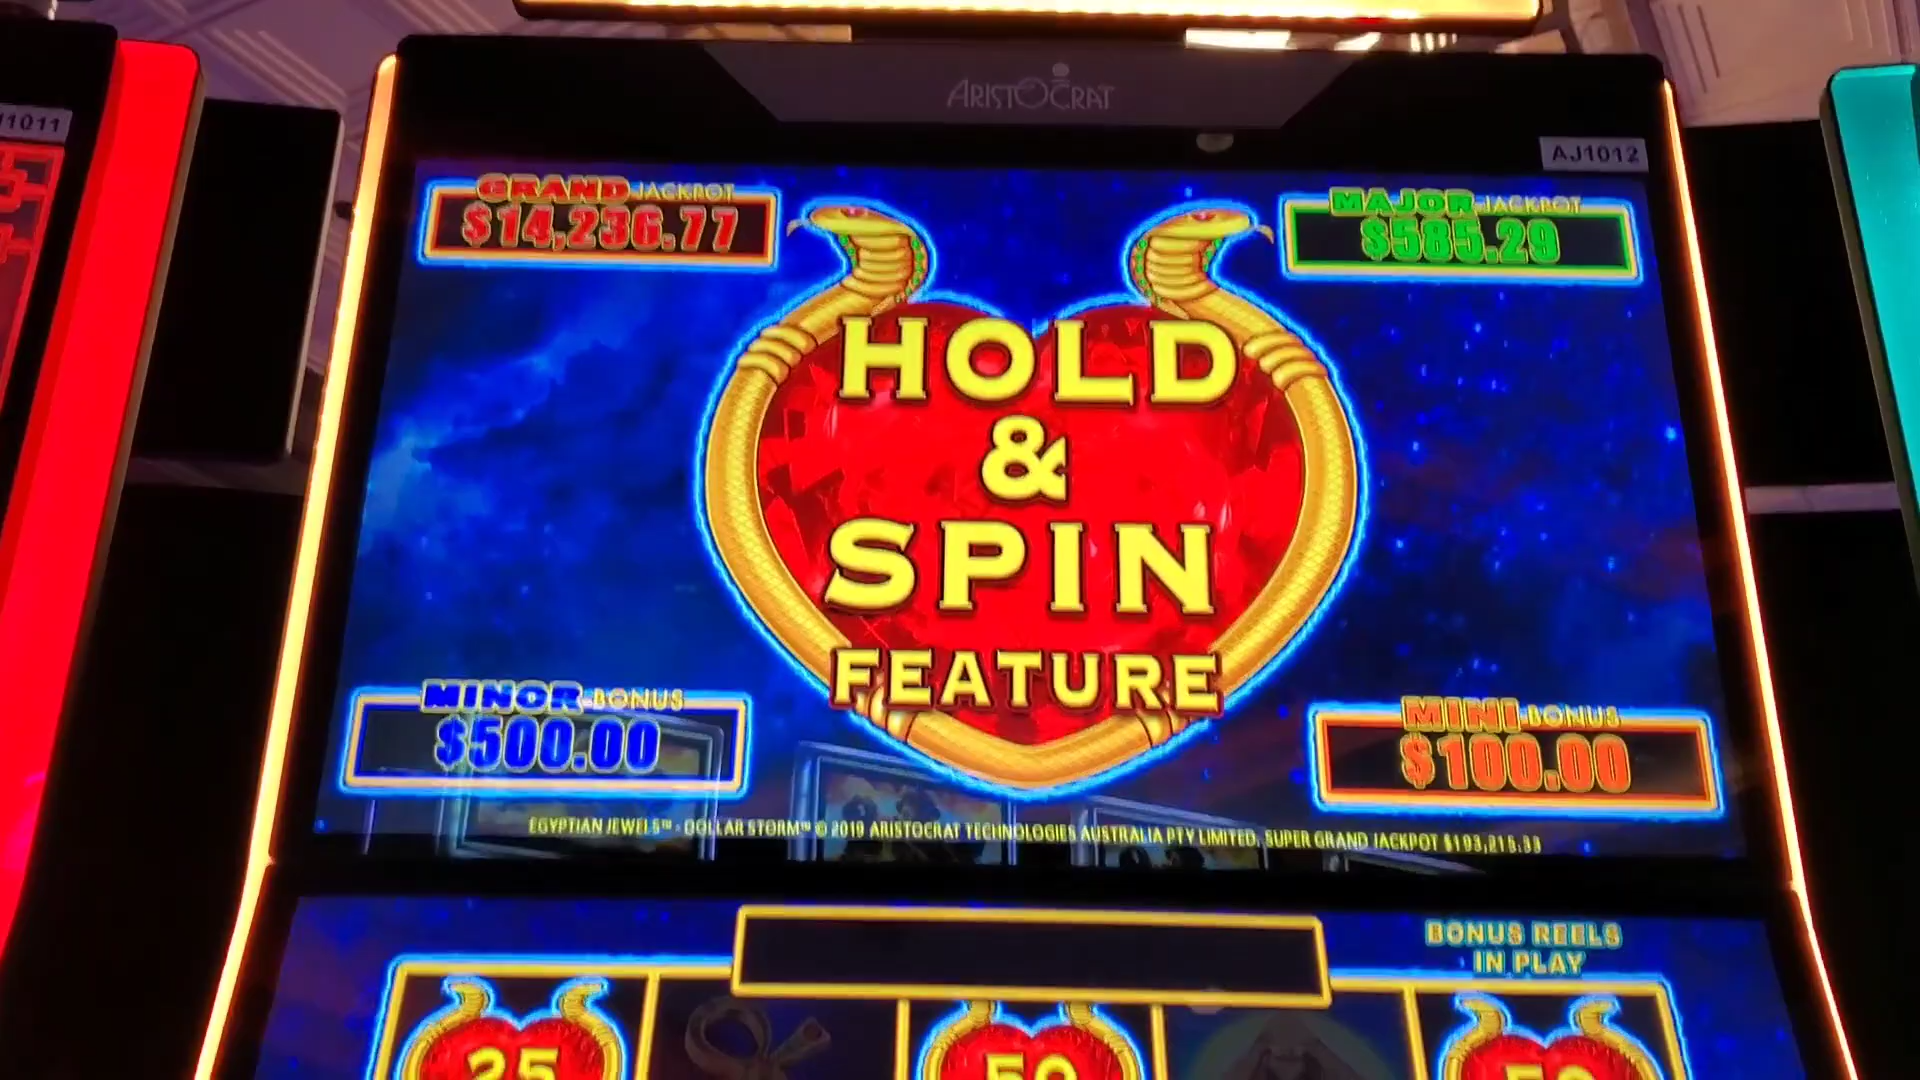 ARISTOCRAT
1011
AJ1012
GRAND JACKPOT
$14,236.77
MAJOR JACKPOT
$585.29
HOLD
&
SPIN
FEATURE
MINOR BONUS
$500.00
MINI BONUS
$100.00
EGYPTIAN JEWELS™ - DOLLAR STORM™ © 2019 ARISTOCRAT TECHNOLOGIES AUSTRALIA PTY LIMITED, SUPER GRAND JACKPOT $193,215.33
BONUS REELS
IN PLAY
25
50
50